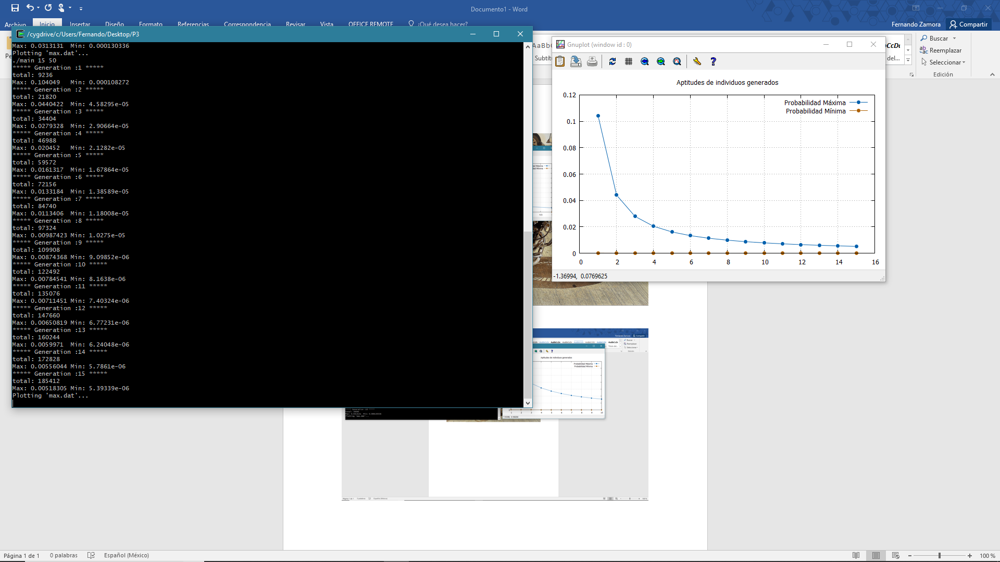 Documento1 - Word
Archivo Inicio Insertar Diseño Formato Referencias Correspondencia Revisar Vista OFFICE REMOTE ¿Qué desea hacer? Fernando Zamora Compartir
/cygdrive/c/Users/Fernando/Desktop/P3
Max: 0.0313131 Min: 0.000130336
Plotting 'max.dat'...
./main 15 50
***** Generation :1 *****
total: 9236
Max: 0.104049 Min: 0.000108272
***** Generation :2 *****
total: 21820
Max: 0.0440422 Min: 4.58295e-05
***** Generation :3 *****
total: 34404
Max: 0.0279328 Min: 2.90664e-05
***** Generation :4 *****
total: 46988
Max: 0.020452 Min: 2.1282e-05
***** Generation :5 *****
total: 59572
Max: 0.0161317 Min: 1.67864e-05
***** Generation :6 *****
total: 72156
Max: 0.0133184 Min: 1.38589e-05
***** Generation :7 *****
total: 84740
Max: 0.0113406 Min: 1.18008e-05
***** Generation :8 *****
total: 97324
Max: 0.00987423 Min: 1.0275e-05
***** Generation :9 *****
total: 109908
Max: 0.00874368 Min: 9.09852e-06
***** Generation :10 *****
total: 122492
Max: 0.00784541 Min: 8.1638e-06
***** Generation :11 *****
total: 135076
Max: 0.00711451 Min: 7.40324e-06
***** Generation :12 *****
total: 147660
Max: 0.00650819 Min: 6.77231e-06
***** Generation :13 *****
total: 160244
Max: 0.0059971 Min: 6.24048e-06
***** Generation :14 *****
total: 172828
Max: 0.00556044 Min: 5.7861e-06
***** Generation :15 *****
total: 185412
Max: 0.00518305 Min: 5.39339e-06
Plotting 'max.dat'...
Gnuplot (window id : 0)
Aptitudes de individuos generados
Probabilidad Máxima
Probabilidad Mínima
0.12
0.1
0.08
0.06
0.04
0.02
0
0 2 4 6 8 10 12 14 16
-1.36994, 0.0769625
Buscar
Reemplazar
Seleccionar
Edición
Aptitudes de individuos generados
Probabilidad Máxima
Probabilidad Mínima
Página 1 de 1 0 palabras Español (México) 100 %